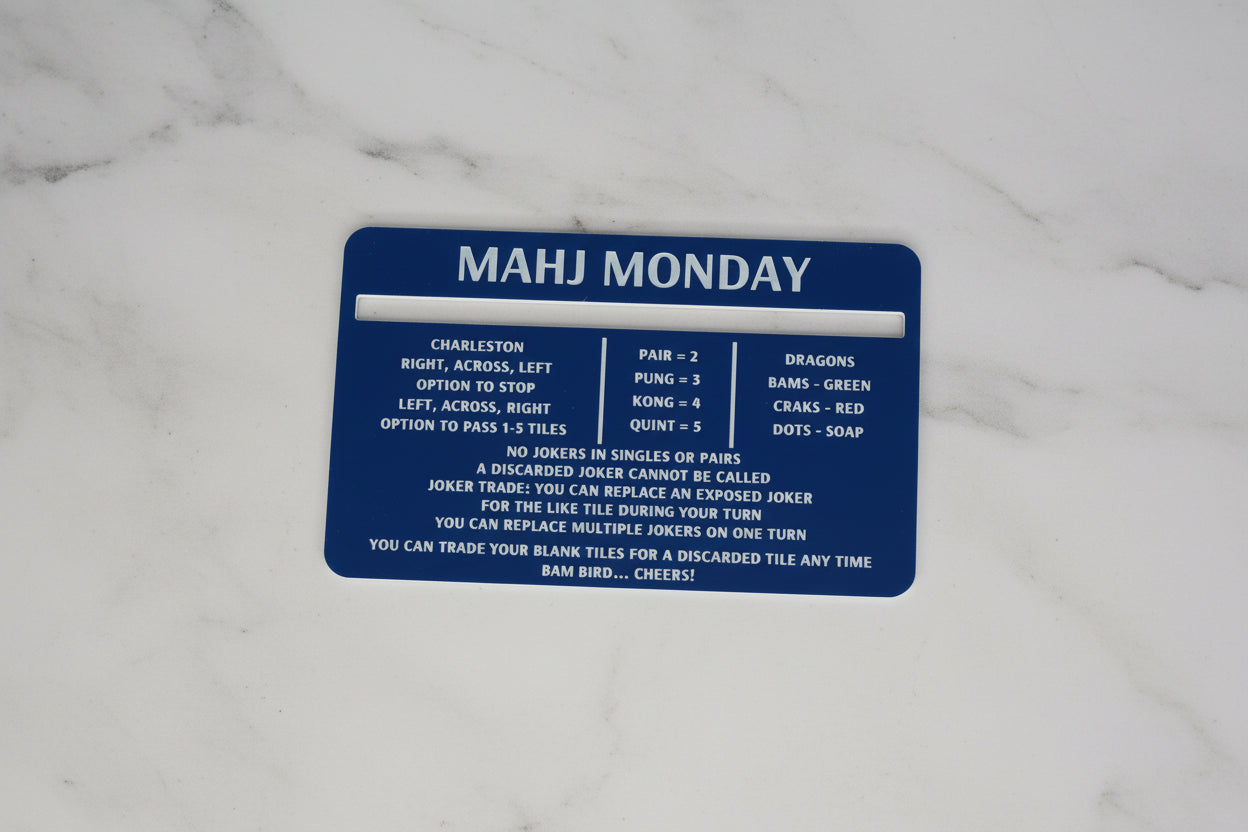 MAHJ MONDAY
CHARLESTON
RIGHT, ACROSS, LEFT
OPTION TO STOP
LEFT, ACROSS, RIGHT
OPTION TO PASS 1-5 TILES
PAIR = 2
PUNG = 3
KONG = 4
QUINT = 5
DRAGONS
BAMS - GREEN
CRAKS - RED
DOTS - SOAP
NO JOKERS IN SINGLES OR PAIRS
A DISCARDED JOKER CANNOT BE CALLED
JOKER TRADE: YOU CAN REPLACE AN EXPOSED JOKER
FOR THE LIKE TILE DURING YOUR TURN
YOU CAN REPLACE MULTIPLE JOKERS ON ONE TURN
YOU CAN TRADE YOUR BLANK TILES FOR A DISCARDED TILE ANY TIME
BAM BIRD... CHEERS!